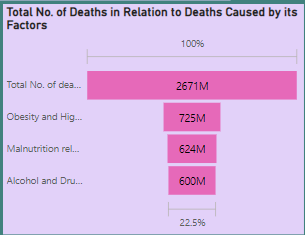 Total No. of Deaths in Relation to Deaths Caused by its
Factors
100%
Total No. of dea...
2671M
Obesity and Hig...
725M
Malnutrition rel...
624M
Alcohol and Dru...
600M
22.5%